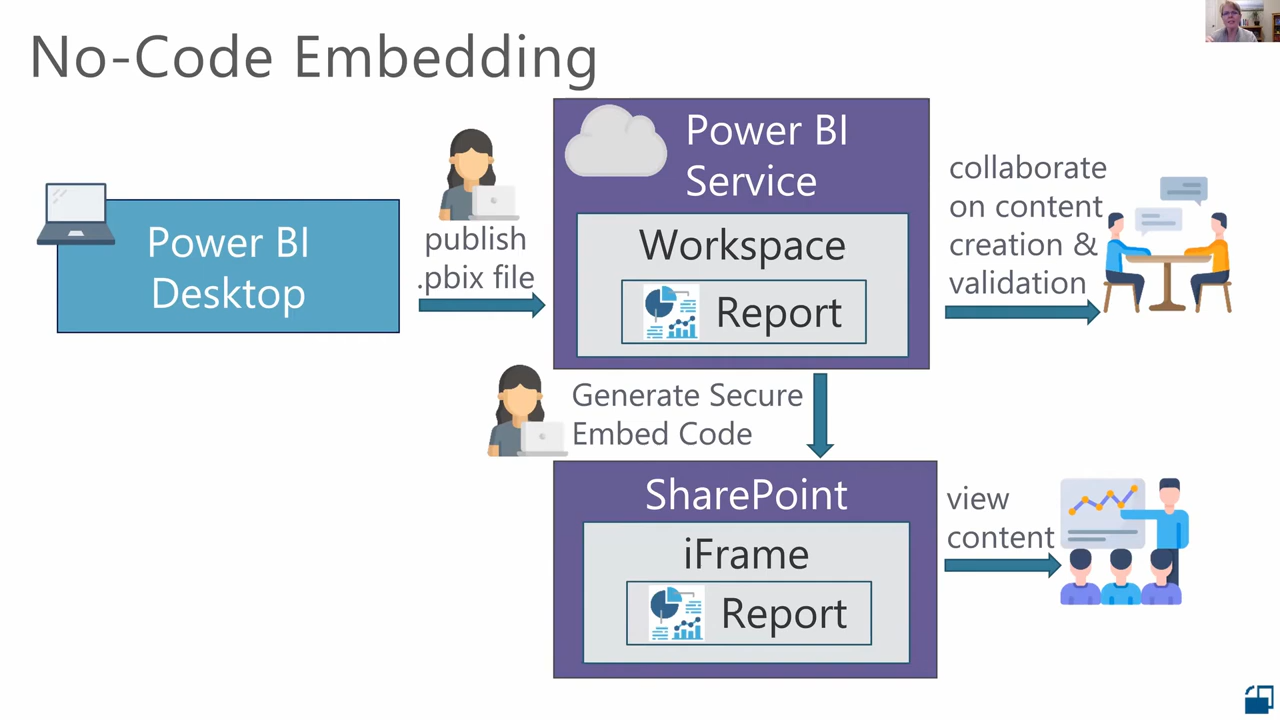 No-Code Embedding
Power BI
Desktop
publish
.pbix file
Power BI
Service
Workspace
Report
collaborate
on content
creation &
validation
Generate Secure
Embed Code
SharePoint
iFrame
Report
view
content